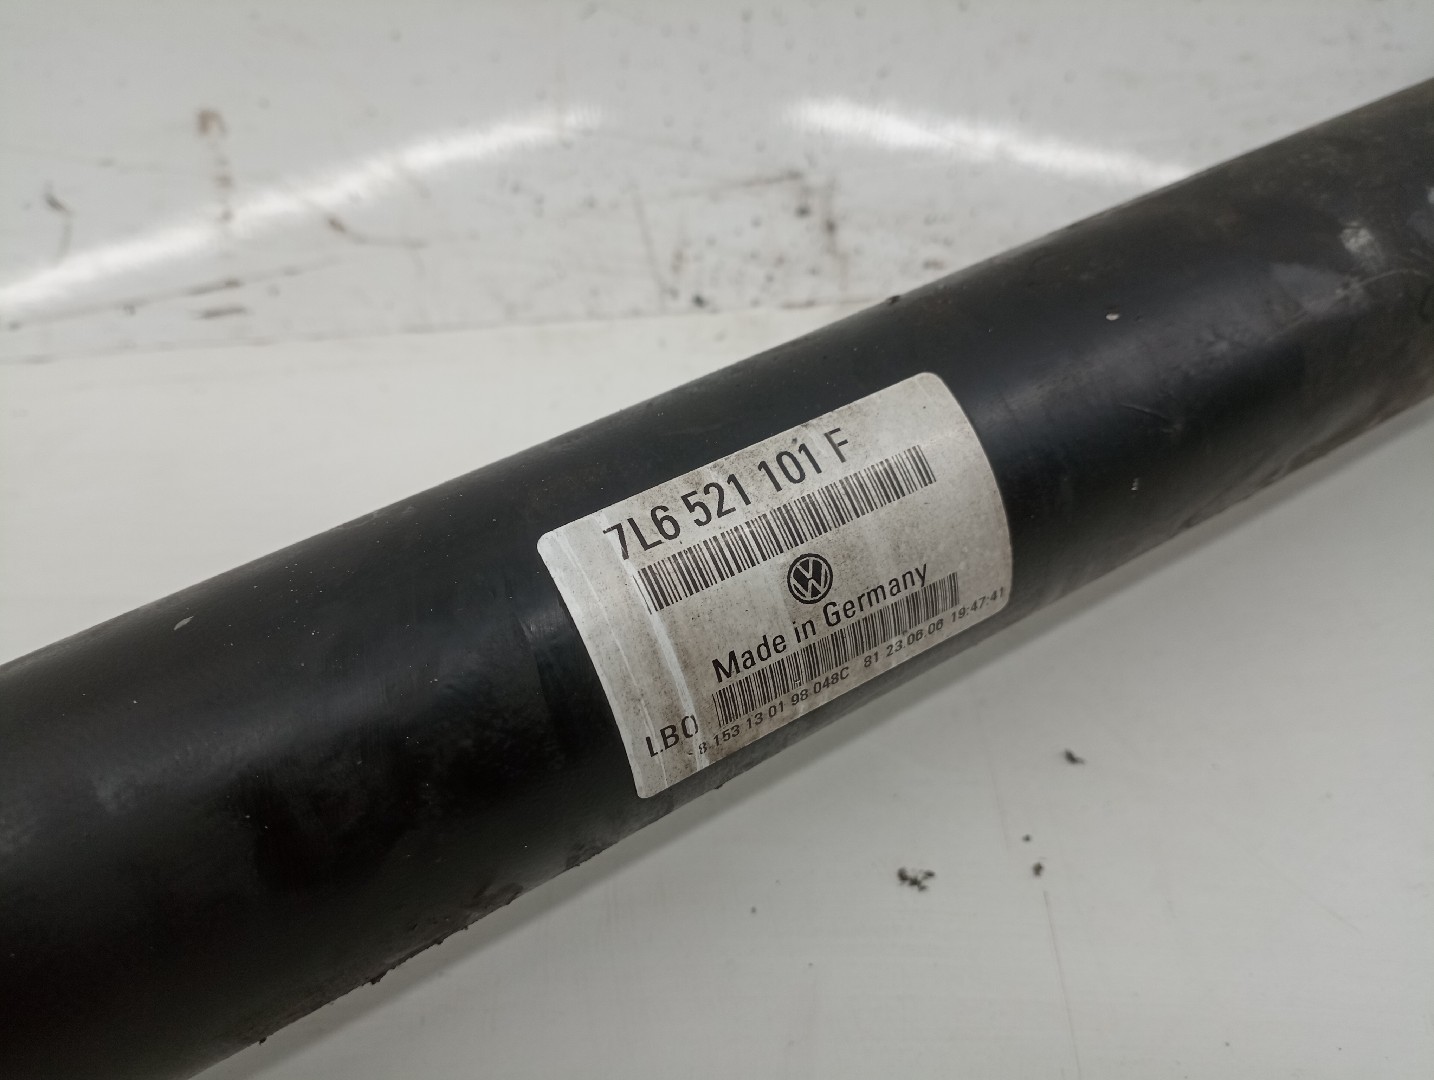 7L6 521 101 F
Made in Germany
LBO
8.153 13 01 98 048C 81 23.06.06 19:47:41